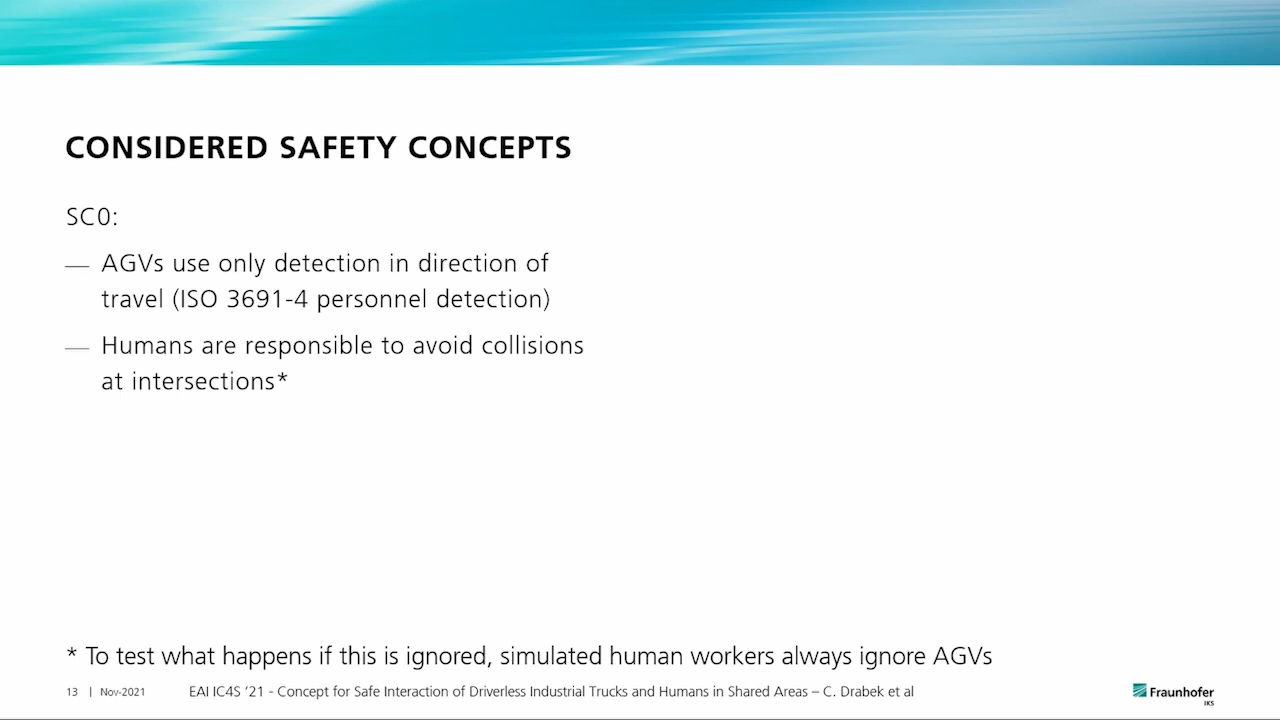 CONSIDERED SAFETY CONCEPTS
SC0:
— AGVs use only detection in direction of
travel (ISO 3691-4 personnel detection)
— Humans are responsible to avoid collisions
at intersections*
* To test what happens if this is ignored, simulated human workers always ignore AGVs
13 | Nov-2021 EAI IC4S ‘21 - Concept for Safe Interaction of Driverless Industrial Trucks and Humans in Shared Areas – C. Drabek et al
Fraunhofer
IKS